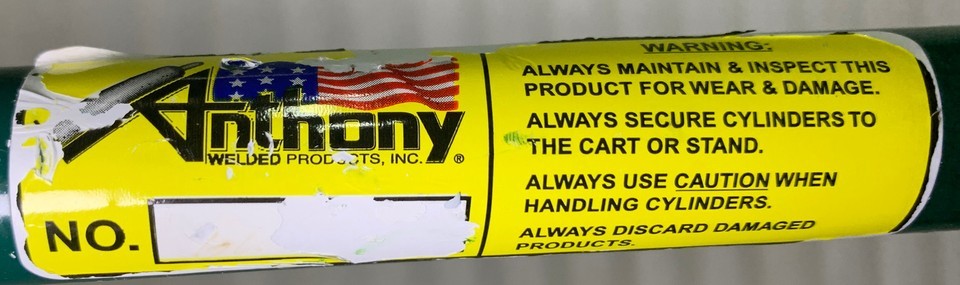 Anthony
WELDED PRODUCTS, INC. ®
NO.
WARNING:
ALWAYS MAINTAIN & INSPECT THIS
PRODUCT FOR WEAR & DAMAGE.
ALWAYS SECURE CYLINDERS TO
THE CART OR STAND.
ALWAYS USE CAUTION WHEN
HANDLING CYLINDERS.
ALWAYS DISCARD DAMAGED
PRODUCTS.